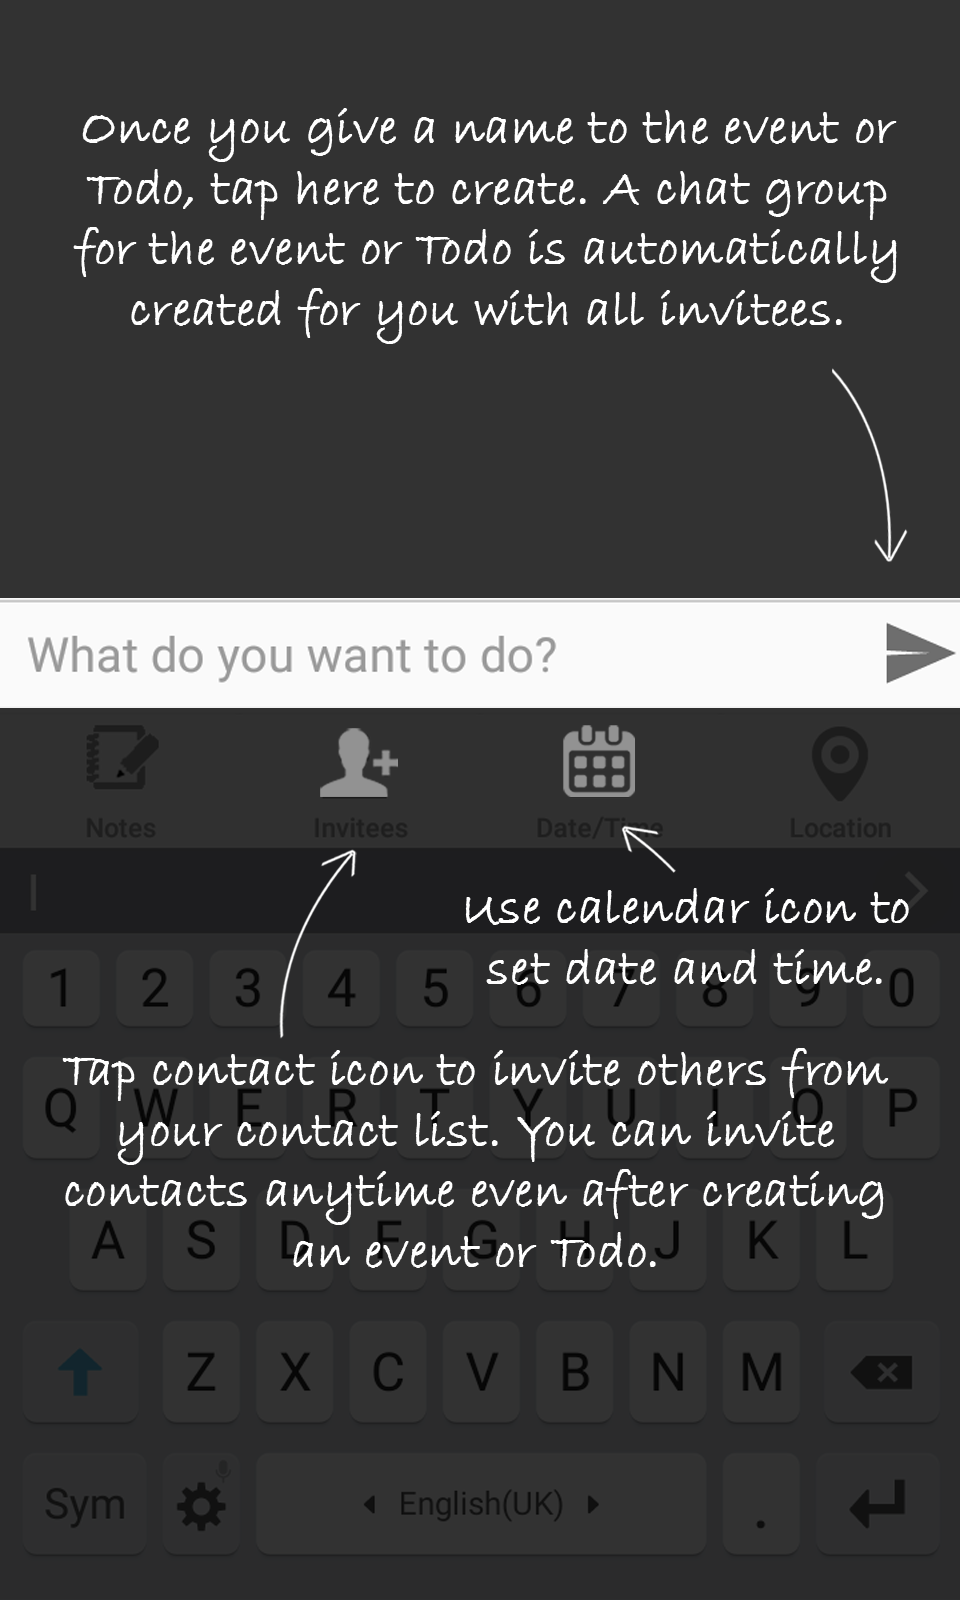 Once you give a name to the event or
Todo, tap here to create. A chat group
for the event or Todo is automatically
created for you with all invitees.
What do you want to do?
Notes Invitees Date/Time Location
Use calendar icon to
set date and time.
1 2 3 4 5 6 7 8 9 0
Tap contact icon to invite others from
your contact list. You can invite
contacts anytime even after creating
an event or Todo.
Q W E R T Y U I O P
A S D F G H J K L
Z X C V B N M
Sym English(UK) .